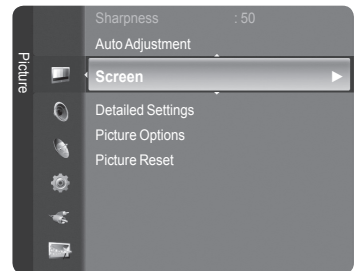 Picture
Sharpness : 50
Auto Adjustment
Screen
Detailed Settings
Picture Options
Picture Reset